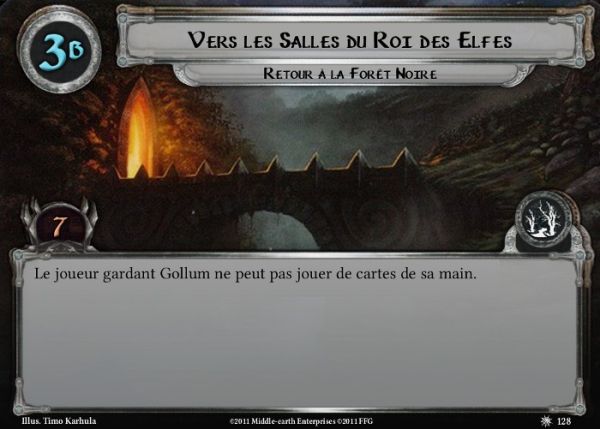 3B
Vers les Salles du Roi des Elfes
Retour à la Forêt Noire
7
Le joueur gardant Gollum ne peut pas jouer de cartes de sa main.
Illus. Timo Karhula
©2011 Middle-earth Enterprises ©2011 FFG
128